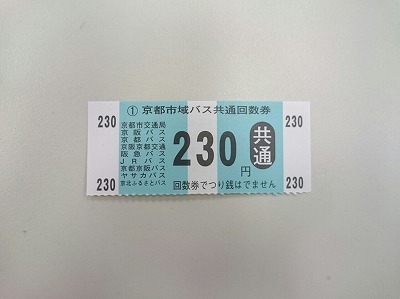 ① 京都市域バス共通回数券
230
230
京都市交通局
京阪バス
京都バス
京阪京都交通
阪急バス
JRバス
京都京阪バス
ヤサカバス
京北ふるさとバス
230円
共通
回数券でつり銭はでません
230
230